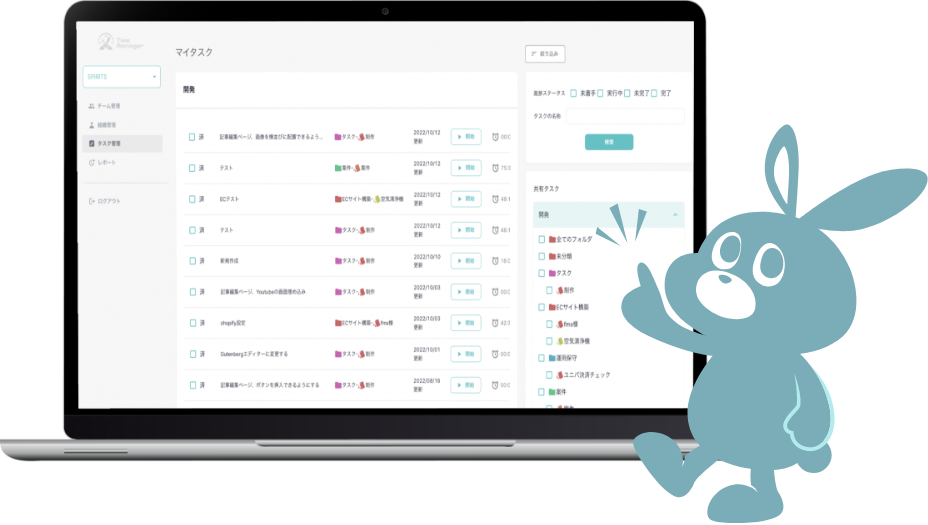 Time
Manager
マイタスク
絞り込み
SPIRITS
チーム管理
組織管理
タスク管理
レポート
ログアウト
開発
済 記事編集ページ、画像を横並びに配置できるよう... タスク 制作 2022/10/12 更新 開始
済 テスト 案件 案件 2022/10/12 更新 開始
済 ECテスト ECサイト構築 空気清浄機 2022/10/12 更新 開始
済 テスト タスク 制作 2022/10/12 更新 開始
済 新規作成 タスク 制作 2022/10/10 更新 開始
済 記事編集ページ、Youtubeの画面埋め込み タスク 制作 2022/10/03 更新 開始
済 shopify設定 ECサイト構築 fms様 2022/10/03 更新 開始
済 Gutenbergエディターに変更する タスク 制作 2022/10/01 更新 開始
済 記事編集ページ、ボタンを挿入できるようにする タスク 制作 2022/08/16 更新 開始
進捗ステータス 未着手 実行中 未完了 完了
タスクの名前
検索
共有タスク
開発
全てのフォルダ
未分類
タスク
制作
ECサイト構築
fms様
空気清浄機
運用保守
ユニバ決済チェック
案件